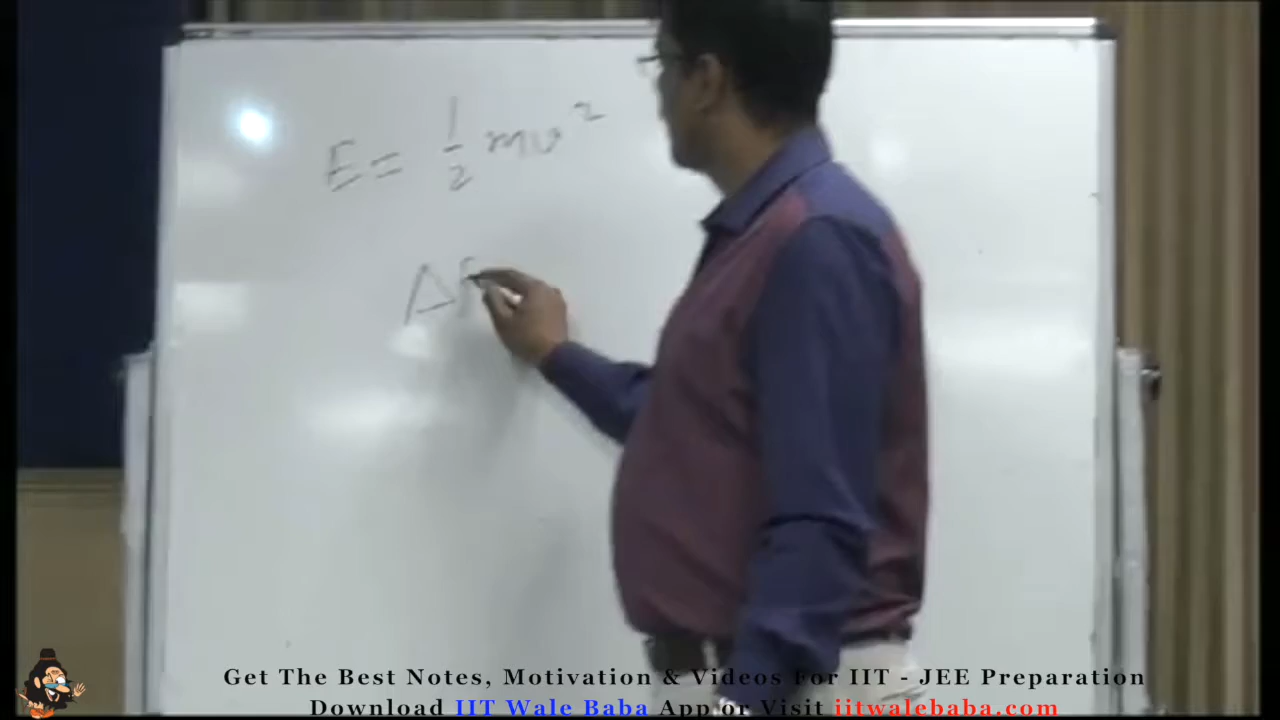 E = 1/2 mv²
Δ
Get The Best Notes, Motivation & Videos For IIT - JEE Preparation
Download IIT Wale Baba App or Visit iitwalebaba.com